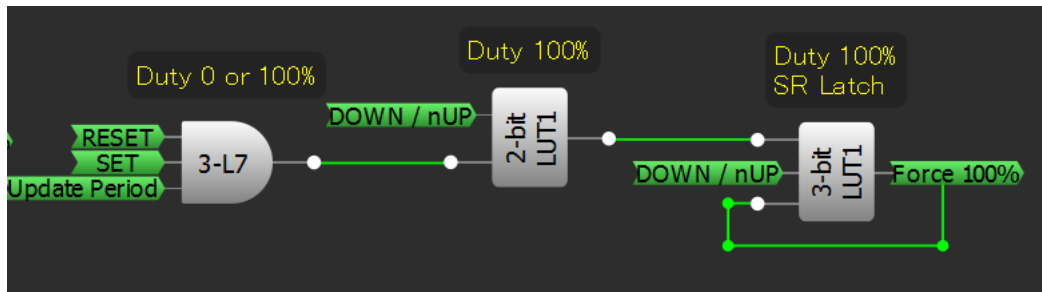 Duty 0 or 100%
Duty 100%
Duty 100%
SR Latch
RESET
SET
Update Period
3-L7
DOWN / nUP
2-bit
LUT1
DOWN / nUP
3-bit
LUT1
Force 100%